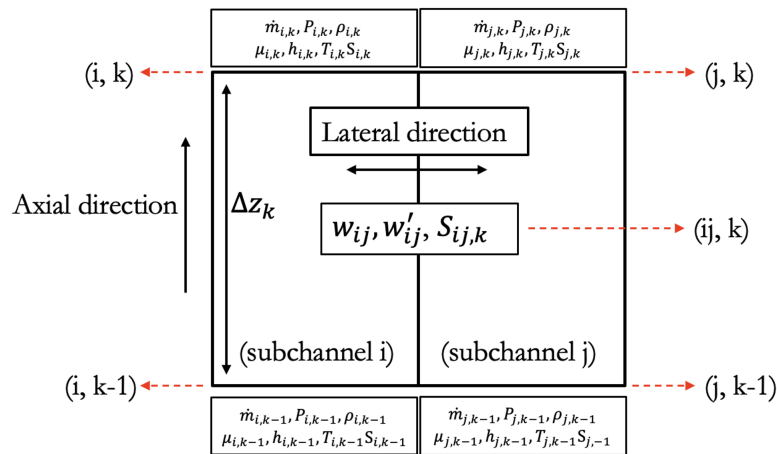 ṁ_{i,k}, P_{i,k}, ρ_{i,k}
μ_{i,k}, h_{i,k}, T_{i,k}S_{i,k}
ṁ_{j,k}, P_{j,k}, ρ_{j,k}
μ_{j,k}, h_{j,k}, T_{j,k}S_{j,k}
(i, k)
(j, k)
Lateral direction
Axial direction
Δz_k
w_{ij}, w'_{ij}, S_{ij,k}
(ij, k)
(subchannel i)
(subchannel j)
(i, k-1)
(j, k-1)
ṁ_{i,k−1}, P_{i,k−1}, ρ_{i,k−1}
μ_{i,k−1}, h_{i,k−1}, T_{i,k−1}S_{i,k−1}
ṁ_{j,k−1}, P_{j,k−1}, ρ_{j,k−1}
μ_{j,k−1}, h_{j,k−1}, T_{j,k−1}S_{j,−1}